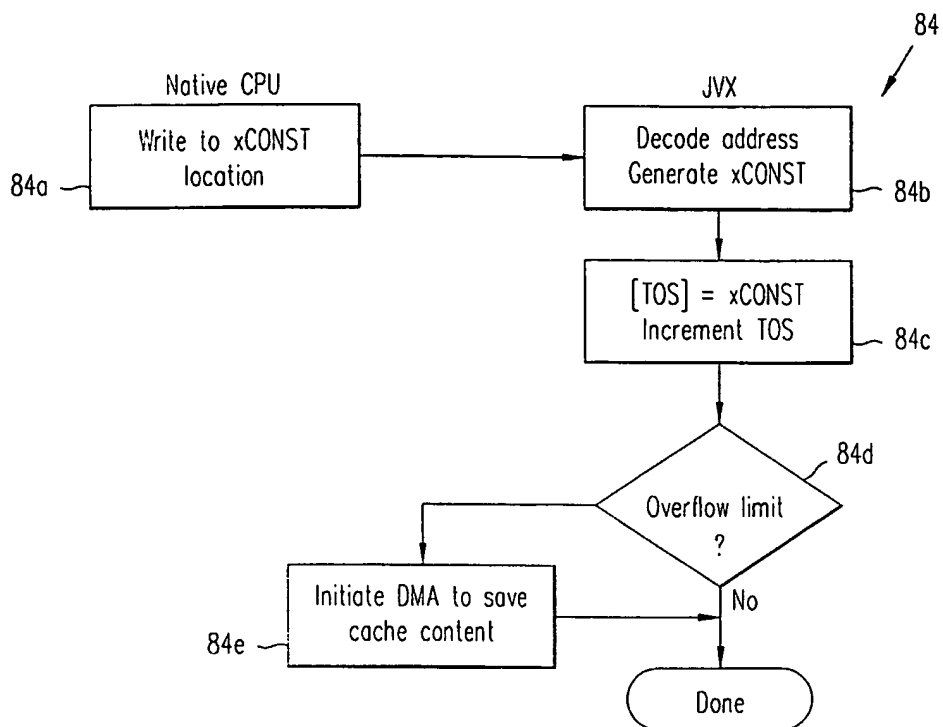 84
Native CPU
JVX
Write to xCONST
location
84a
Decode address
Generate xCONST
84b
[TOS] = xCONST
Increment TOS
84c
84d
Overflow limit
?
No
Initiate DMA to save
cache content
84e
Done